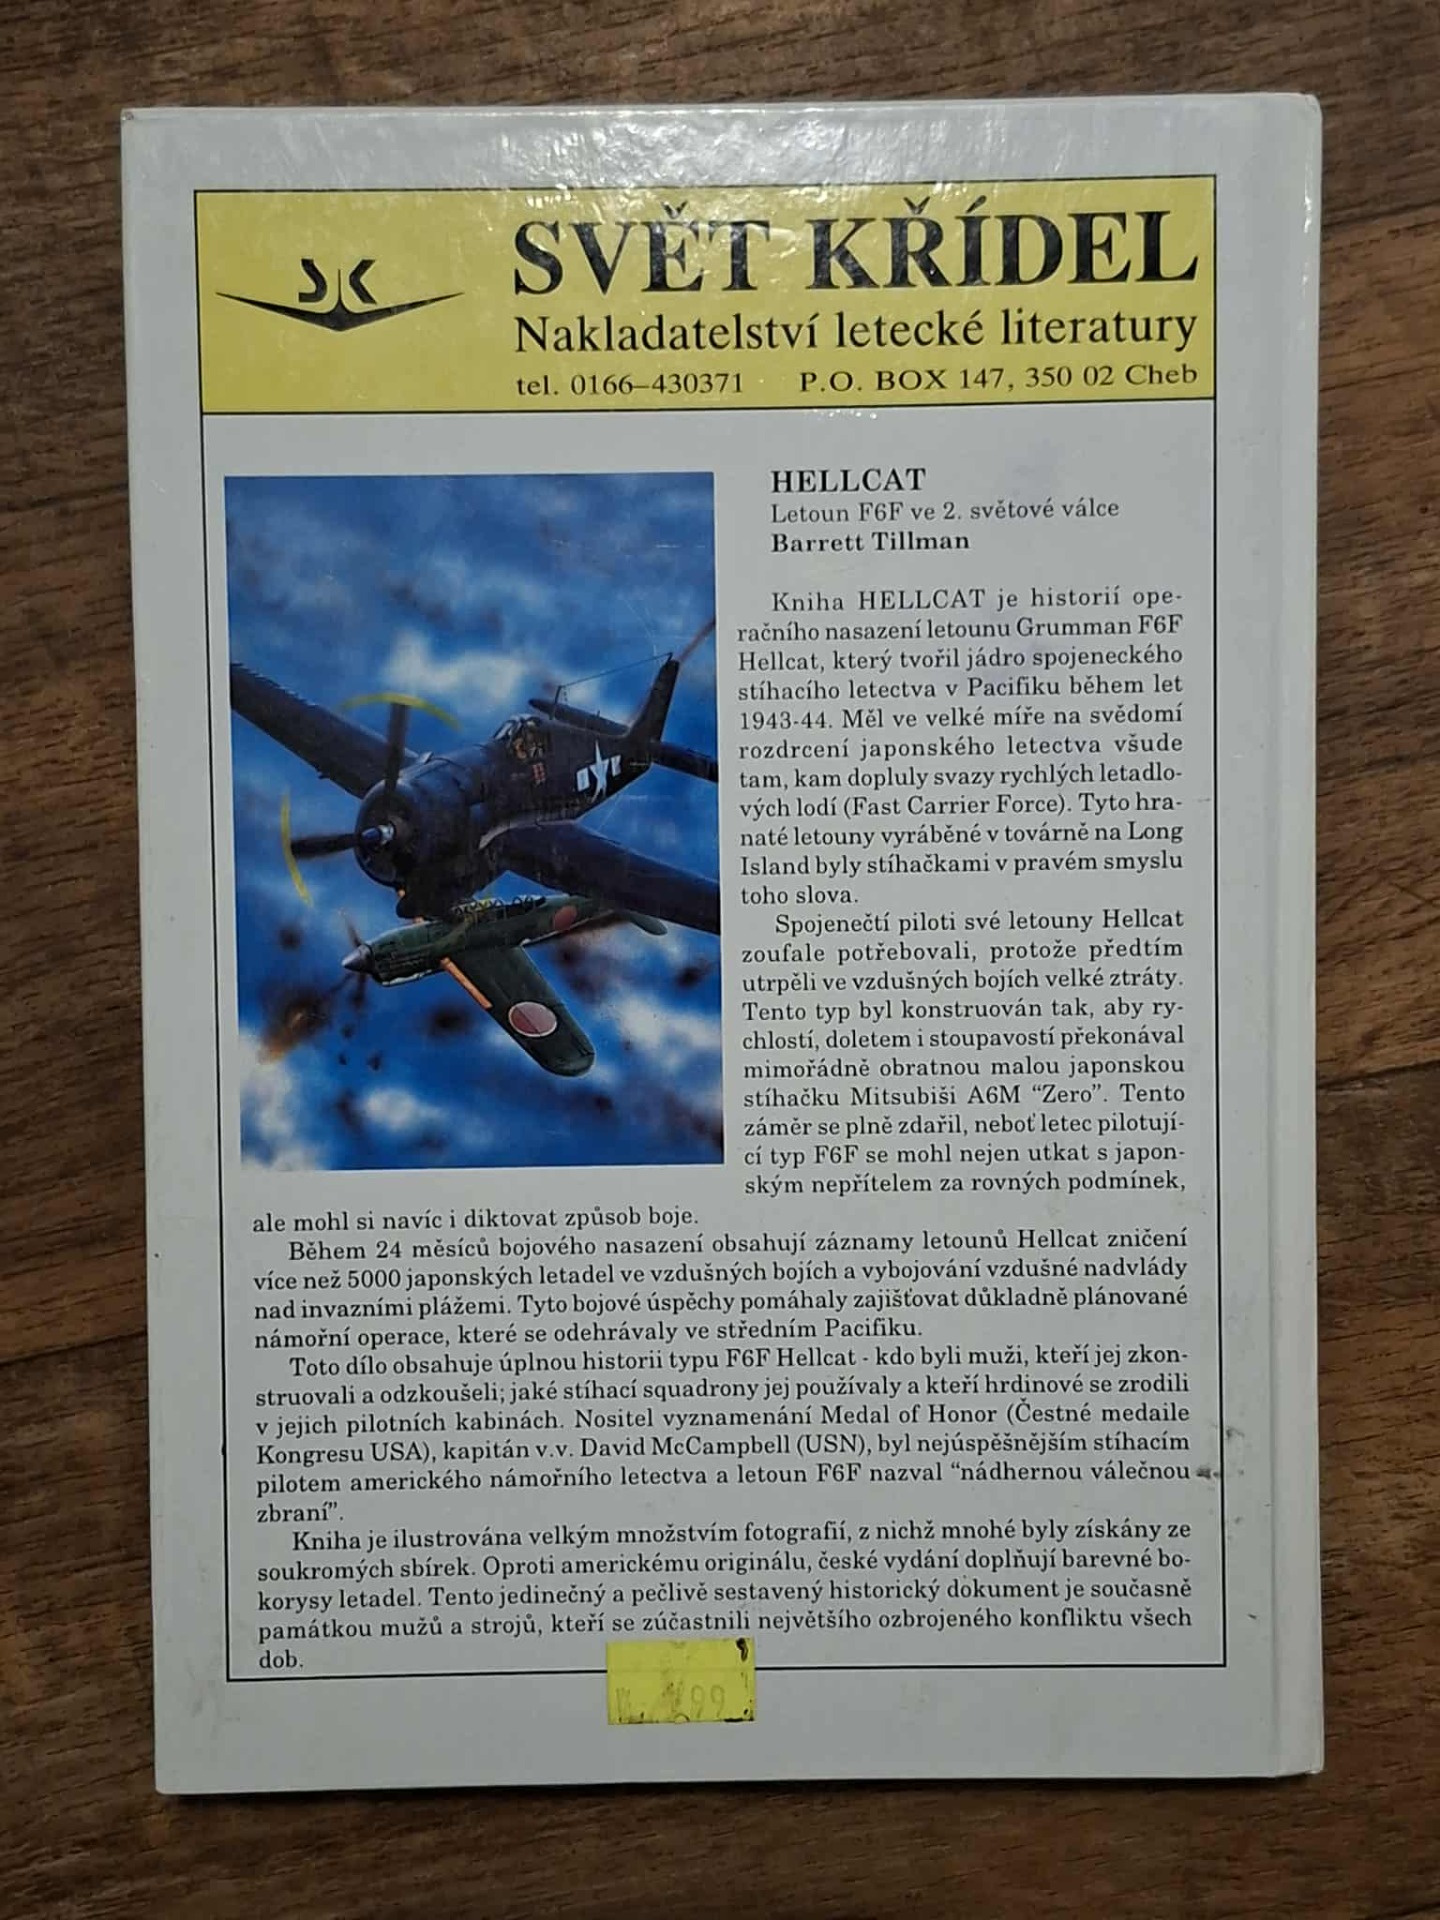 SK
SVĚT KŘÍDEL
Nakladatelství letecké literatury
tel. 0166–430371 P.O. BOX 147, 350 02 Cheb
HELLCAT
Letoun F6F ve 2. světové válce
Barrett Tillman
Kniha HELLCAT je historií ope-
račního nasazení letounu Grumman F6F
Hellcat, který tvořil jádro spojeneckého
stíhacího letectva v Pacifiku během let
1943-44. Měl ve velké míře na svědomí
rozdrcení japonského letectva všude
tam, kam dopluly svazy rychlých letadlo-
vých lodí (Fast Carrier Force). Tyto hra-
naté letouny vyráběné v továrně na Long
Island byly stíhačkami v pravém smyslu
toho slova.
Spojenečtí piloti své letouny Hellcat
zoufale potřebovali, protože předtím
utrpěli ve vzdušných bojích velké ztráty.
Tento typ byl konstruován tak, aby ry-
chlostí, doletem i stoupavostí překonával
mimořádně obratnou malou japonskou
stíhačku Mitsubiši A6M “Zero”. Tento
záměr se plně zdařil, neboť letec pilotují-
cí typ F6F se mohl nejen utkat s japon-
ským nepřítelem za rovných podmínek,
ale mohl si navíc i diktovat způsob boje.
Během 24 měsíců bojového nasazení obsahují záznamy letounů Hellcat zničení
více než 5000 japonských letadel ve vzdušných bojích a vybojování vzdušné nadvlády
nad invazními plážemi. Tyto bojové úspěchy pomáhaly zajišťovat důkladně plánované
námořní operace, které se odehrávaly ve středním Pacifiku.
Toto dílo obsahuje úplnou historii typu F6F Hellcat - kdo byli muži, kteří jej zkon-
struovali a odzkoušeli; jaké stíhací squadrony jej používaly a kteří hrdinové se zrodili
v jejich pilotních kabinách. Nositel vyznamenání Medal of Honor (Čestné medaile
Kongresu USA), kapitán v.v. David McCampbell (USN), byl nejúspěšnějším stíhacím
pilotem amerického námořního letectva a letoun F6F nazval “nádhernou válečnou
zbraní”.
Kniha je ilustrována velkým množstvím fotografií, z nichž mnohé byly získány ze
soukromých sbírek. Oproti americkému originálu, české vydání doplňují barevné bo-
korysy letadel. Tento jedinečný a pečlivě sestavený historický dokument je současně
památkou mužů a strojů, kteří se zúčastnili největšího ozbrojeného konfliktu všech
dob.